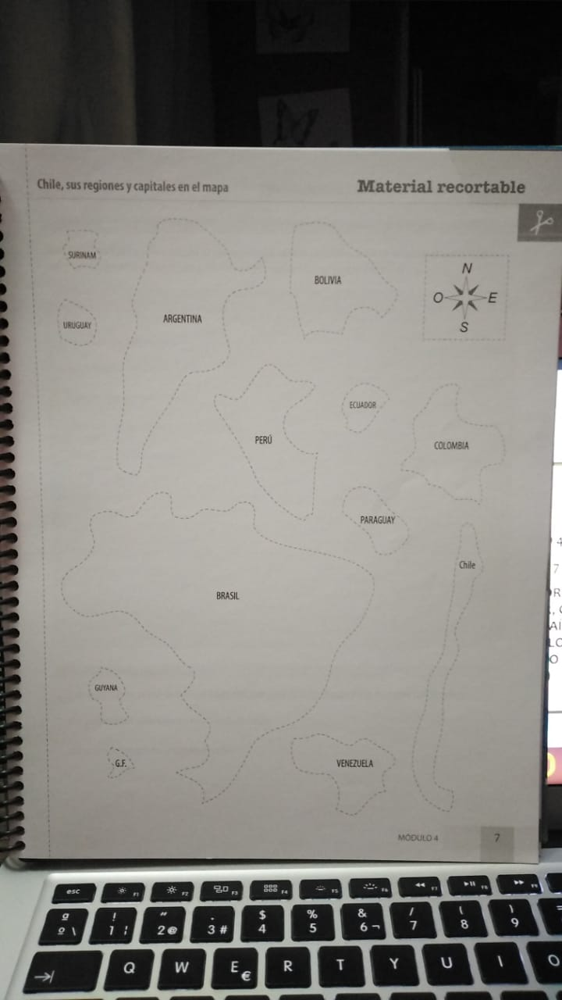 Chile, sus regiones y capitales en el mapa
Material recortable
SURINAM
URUGUAY
ARGENTINA
BOLIVIA
N
O E
S
PERÚ
ECUADOR
COLOMBIA
PARAGUAY
Chile
BRASIL
GUYANA
G.F.
VENEZUELA
MÓDULO 4
7
esc F1 F2 F3 F4 F5 F6 F7 F8 F9
ª ! " · $ % & / ( )
º \ 1 | 2 @ 3 # 4 5 6 ¬ 7 8 9
Q W E € R T Y U I O